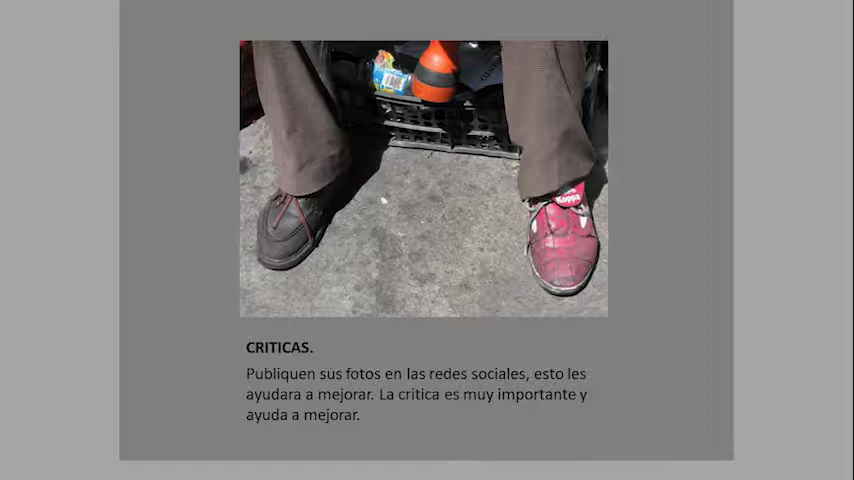 Koppa
CRITICAS.
Publiquen sus fotos en las redes sociales, esto les
ayudara a mejorar. La critica es muy importante y
ayuda a mejorar.